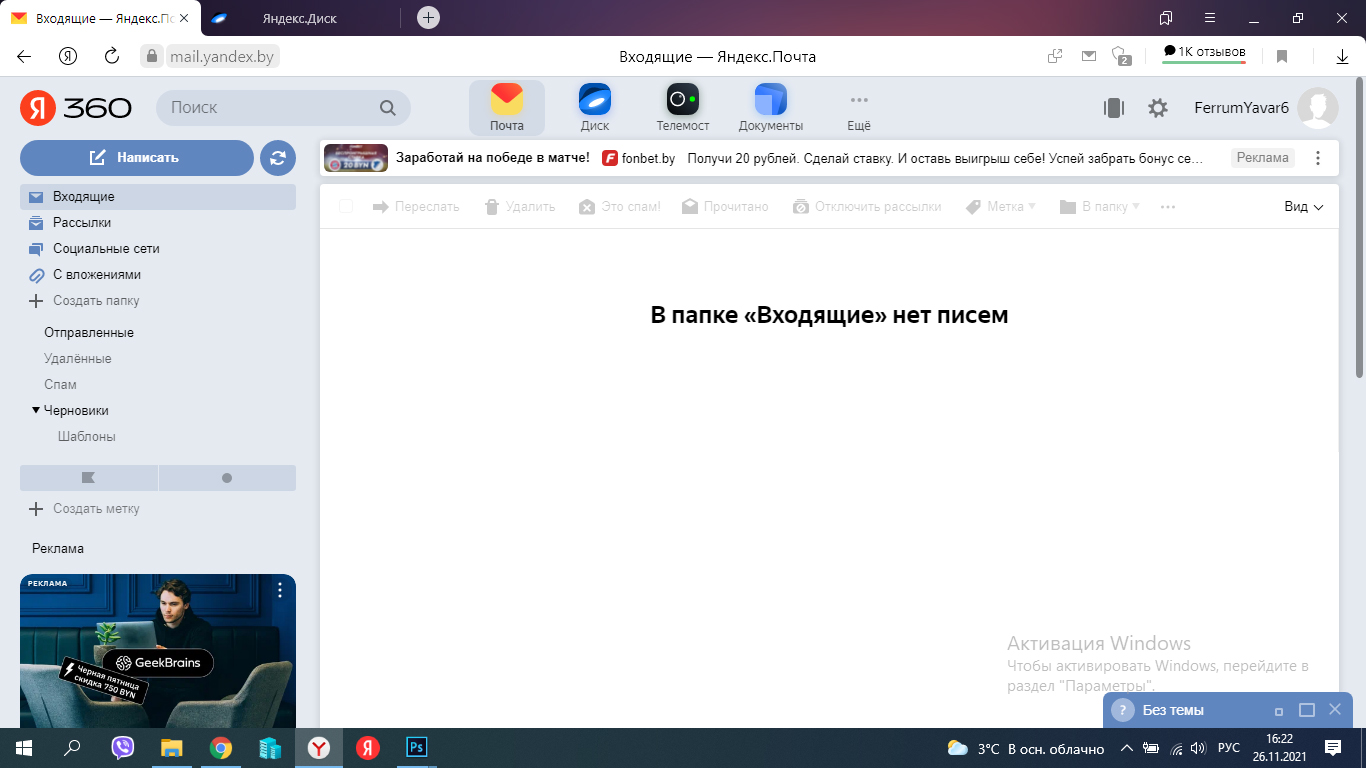 Входящие — Яндекс.По
Яндекс.Диск
mail.yandex.by
Входящие — Яндекс.Почта
2
1К отзывов
Я 360
Поиск
Почта
Диск
Телемост
Документы
Ещё
FerrumYavar6
Написать
Заработай на победе в матче!
fonbet.by
Получи 20 рублей. Сделай ставку. И оставь выигрыш себе! Успей забрать бонус се…
Реклама
Входящие
Рассылки
Социальные сети
С вложениями
Создать папку
Отправленные
Удалённые
Спам
Черновики
Шаблоны
Создать метку
Реклама
Переслать
Удалить
Это спам!
Прочитано
Отключить рассылки
Метка
В папку
Вид
В папке «Входящие» нет писем
РЕКЛАМА
GeekBrains
Черная пятница
скидка 750 BYN
Активация Windows
Чтобы активировать Windows, перейдите в
раздел "Параметры".
? Без темы
Y
Я
Ps
3°C В осн. облачно
РУС
16:22
26.11.2021